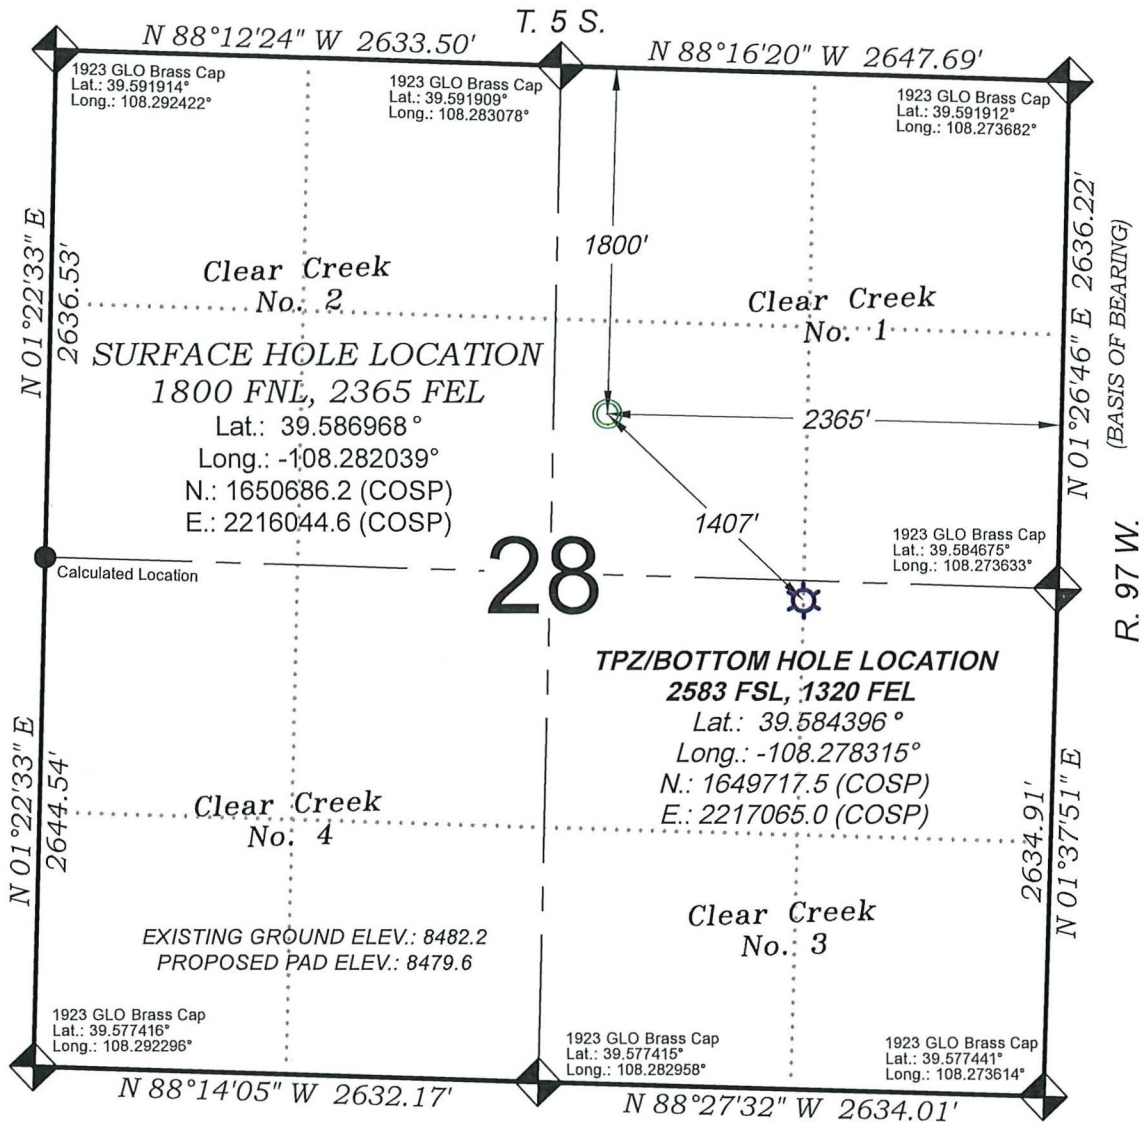 T. 5 S.
N 88°12'24" W 2633.50'
N 88°16'20" W 2647.69'
1923 GLO Brass Cap
Lat.: 39.591914°
Long.: 108.292422°
1923 GLO Brass Cap
Lat.: 39.591909°
Long.: 108.283078°
1923 GLO Brass Cap
Lat.: 39.591912°
Long.: 108.273682°
N 01°22'33" E
2636.53'
1800'
Clear Creek
No. 2
Clear Creek
No. 1
N 01°26'46" E 2636.22'
(BASIS OF BEARING)
SURFACE HOLE LOCATION
1800 FNL, 2365 FEL
Lat.: 39.586968°
Long.: -108.282039°
N.: 1650686.2 (COSP)
E.: 2216044.6 (COSP)
2365'
1407'
1923 GLO Brass Cap
Lat.: 39.584675°
Long.: 108.273633°
R. 97 W.
Calculated Location
28
TPZ/BOTTOM HOLE LOCATION
2583 FSL, 1320 FEL
Lat.: 39.584396°
Long.: -108.278315°
N.: 1649717.5 (COSP)
E.: 2217065.0 (COSP)
N 01°22'33" E
2644.54'
Clear Creek
No. 4
2634.91'
N 01°37'51" E
Clear Creek
No. 3
EXISTING GROUND ELEV.: 8482.2
PROPOSED PAD ELEV.: 8479.6
1923 GLO Brass Cap
Lat.: 39.577416°
Long.: 108.292296°
1923 GLO Brass Cap
Lat.: 39.577415°
Long.: 108.282958°
1923 GLO Brass Cap
Lat.: 39.577441°
Long.: 108.273614°
N 88°14'05" W 2632.17'
N 88°27'32" W 2634.01'